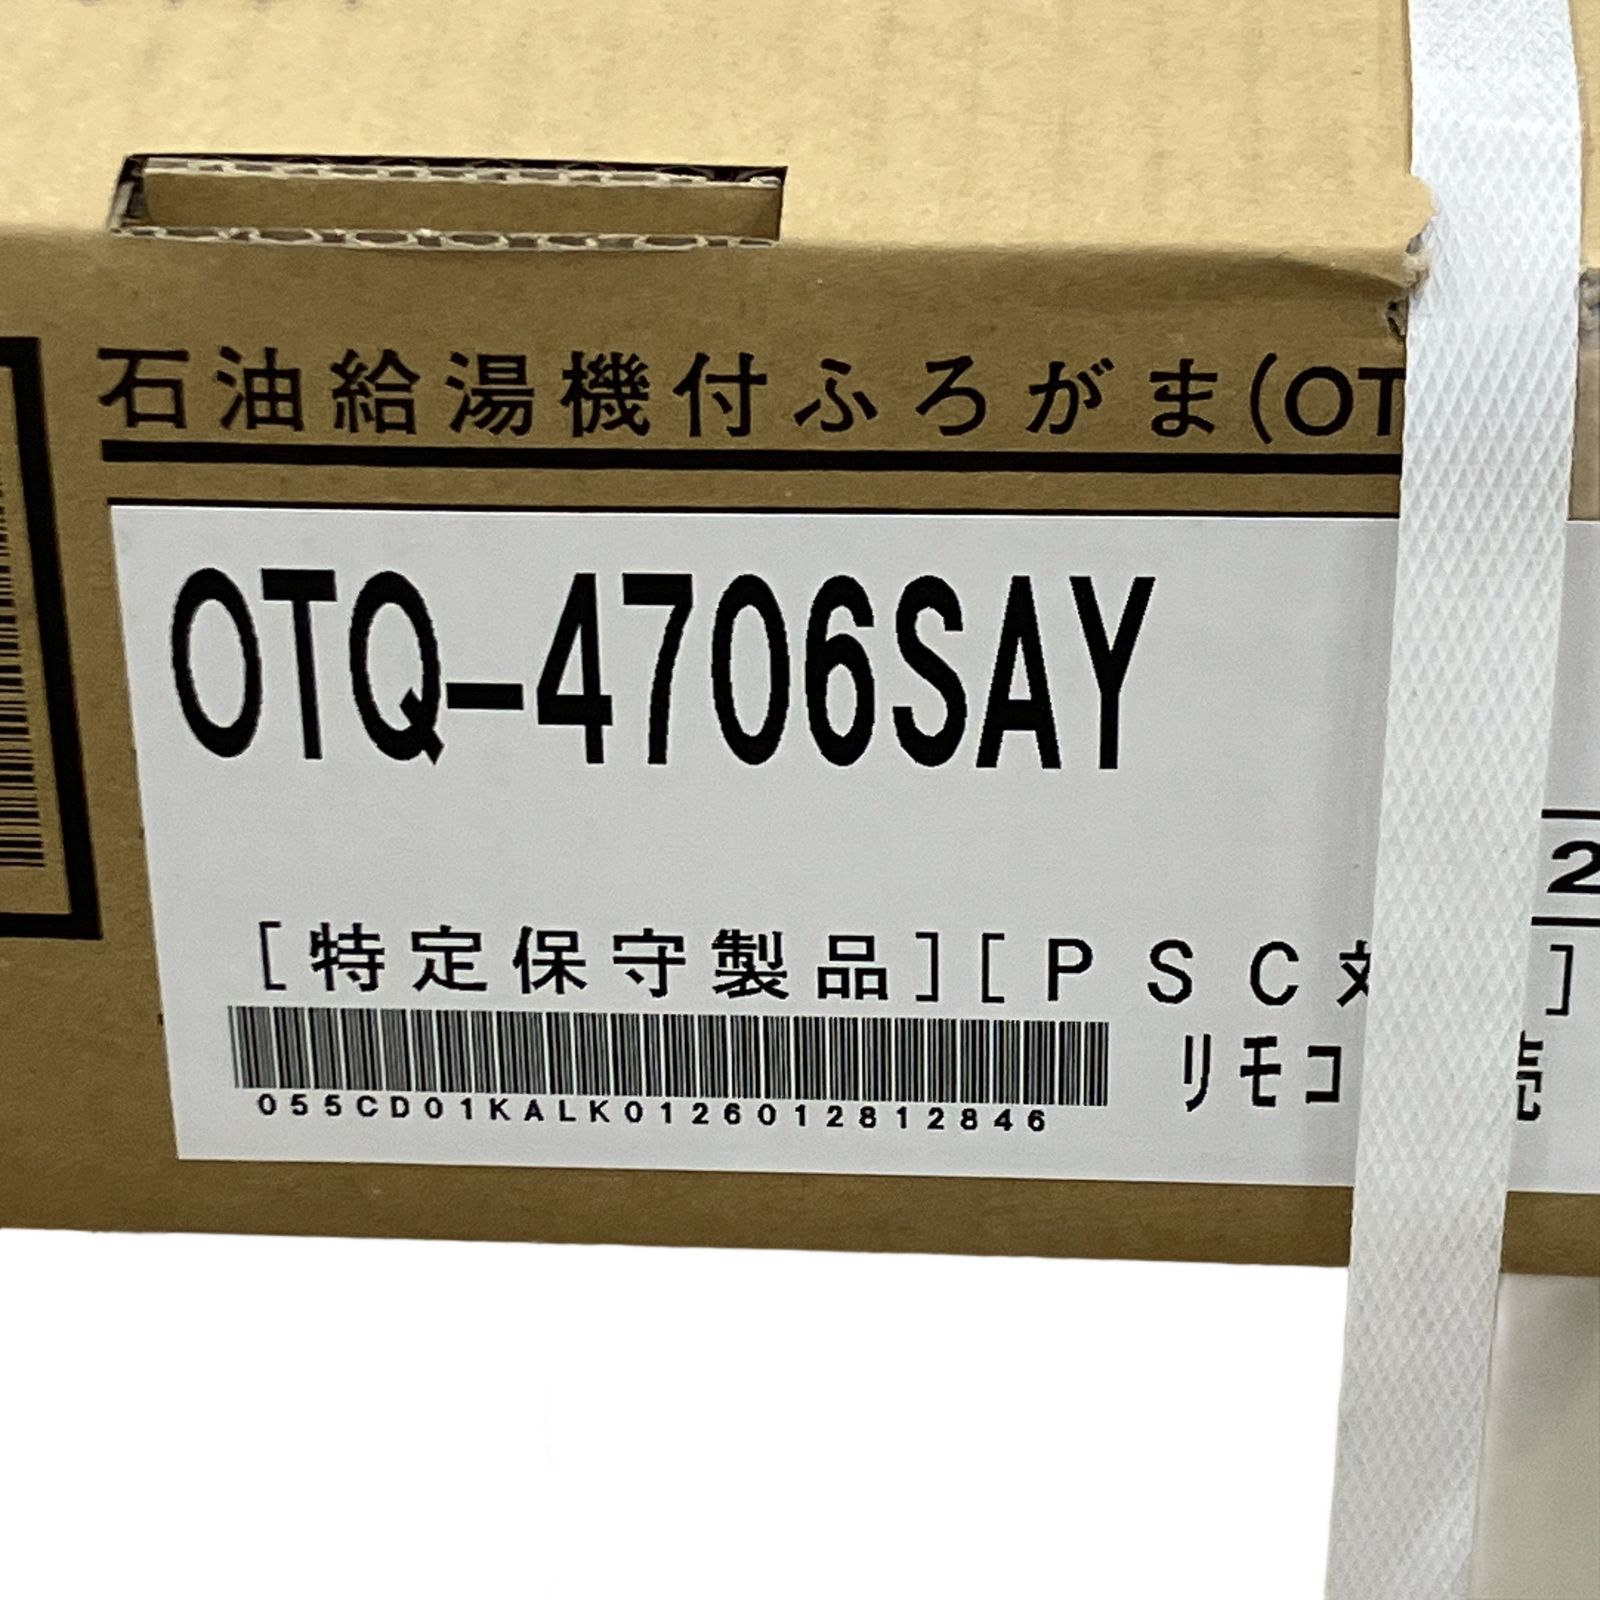 石油給湯機付ふろがま(OT
OTQ-4706SAY
2
[特定保守製品][PSC対 ]
リモコ 売
055CD01KALK0126012812846